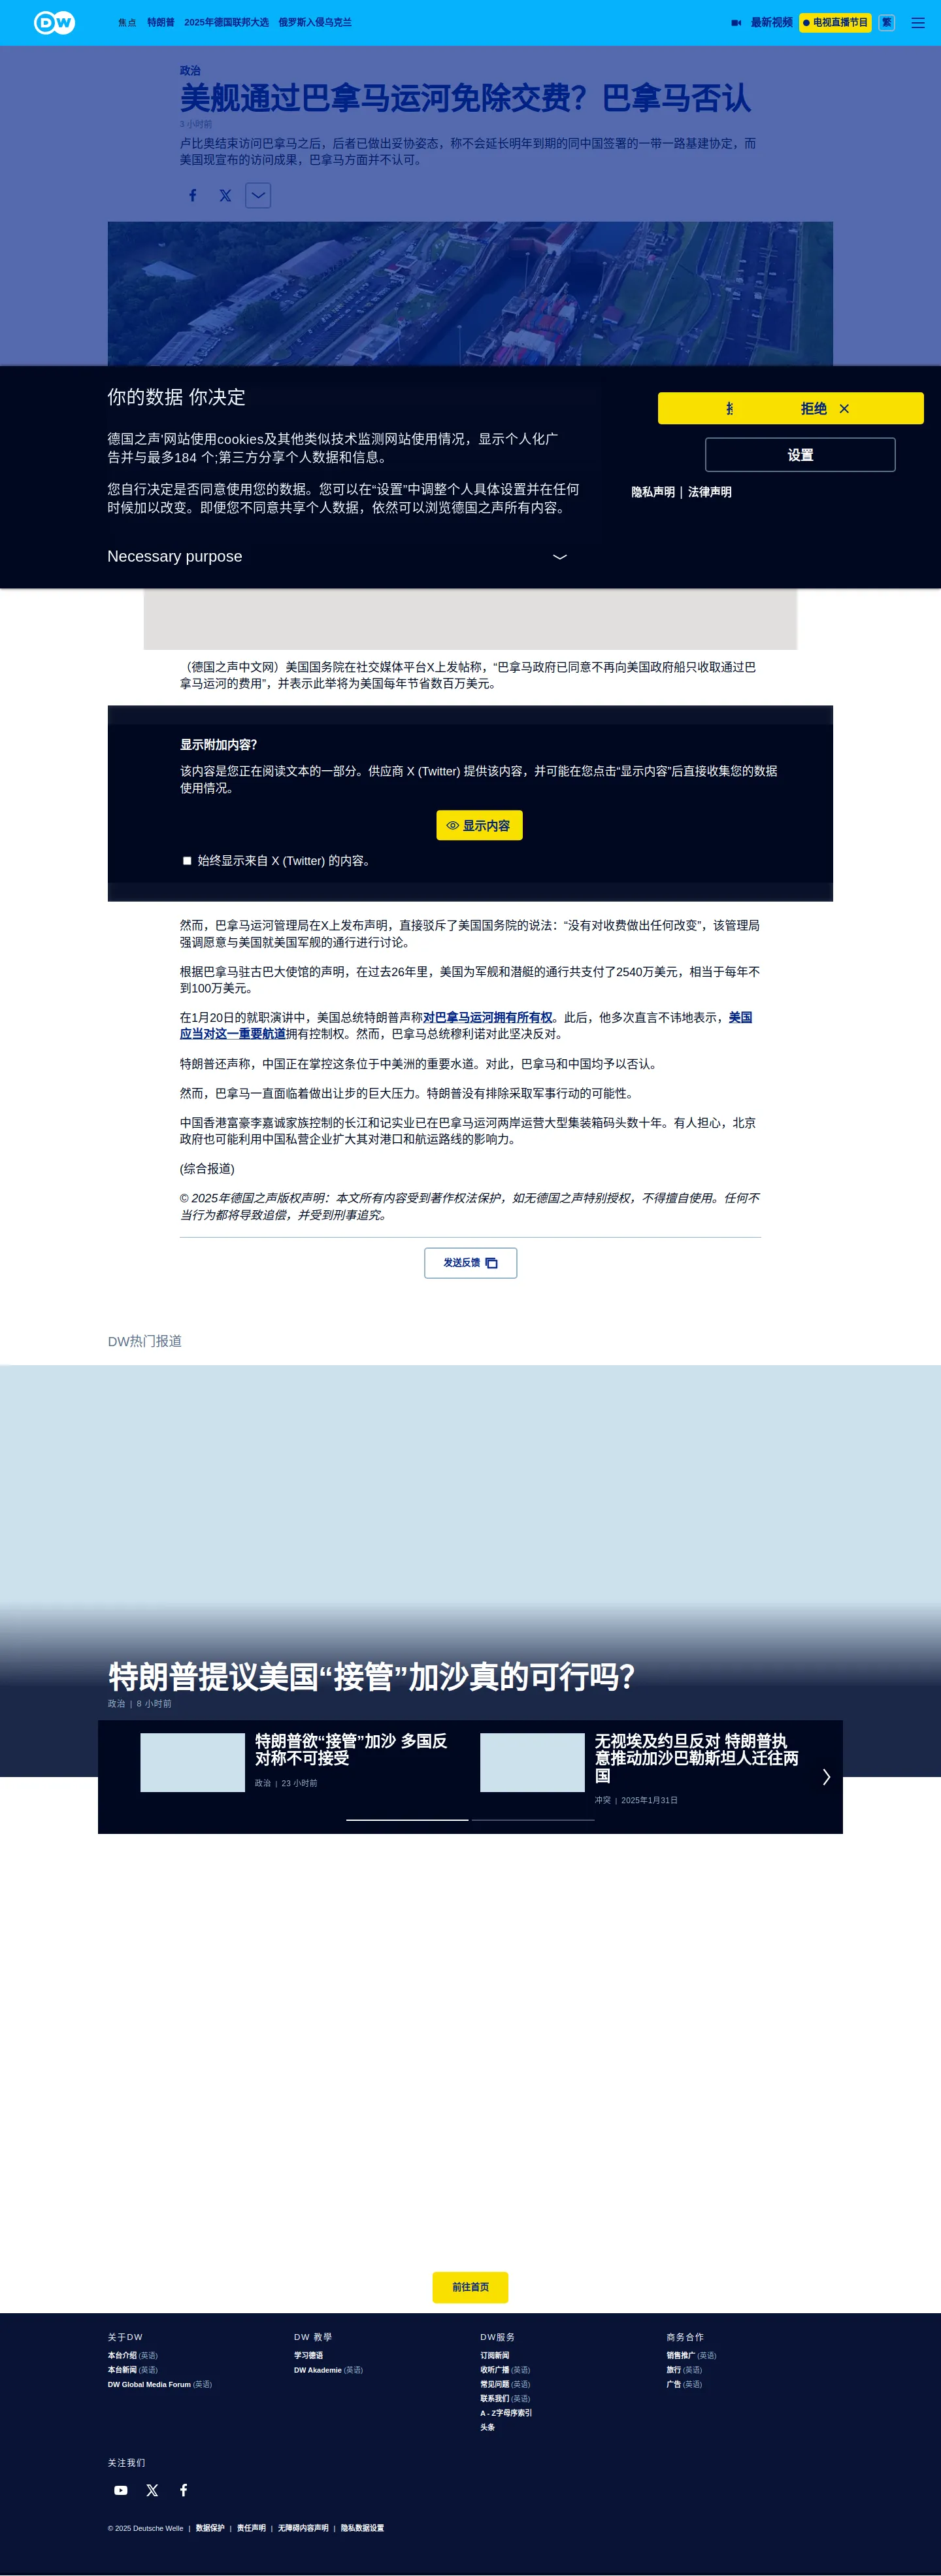 DW
焦点 特朗普 2025年德国联邦大选 俄罗斯入侵乌克兰
最新视频 电视直播节目 繁
政治
美舰通过巴拿马运河免除交费？巴拿马否认
3 小时前
卢比奥结束访问巴拿马之后，后者已做出妥协姿态，称不会延长明年到期的同中国签署的一带一路基建协定，而
美国现宣布的访问成果，巴拿马方面并不认可。
你的数据 你决定
德国之声'网站使用cookies及其他类似技术监测网站使用情况，显示个人化广
告并与最多184 个;第三方分享个人数据和信息。
您自行决定是否同意使用您的数据。您可以在“设置”中调整个人具体设置并在任何
时候加以改变。即便您不同意共享个人数据，依然可以浏览德国之声所有内容。
Necessary purpose
拒绝
设置
隐私声明 | 法律声明
（德国之声中文网）美国国务院在社交媒体平台X上发帖称，“巴拿马政府已同意不再向美国政府船只收取通过巴
拿马运河的费用”，并表示此举将为美国每年节省数百万美元。
显示附加内容？
该内容是您正在阅读文本的一部分。供应商 X (Twitter) 提供该内容，并可能在您点击“显示内容”后直接收集您的数据
使用情况。
显示内容
始终显示来自 X (Twitter) 的内容。
然而，巴拿马运河管理局在X上发布声明，直接驳斥了美国国务院的说法：“没有对收费做出任何改变”，该管理局
强调愿意与美国就美国军舰的通行进行讨论。
根据巴拿马驻古巴大使馆的声明，在过去26年里，美国为军舰和潜艇的通行共支付了2540万美元，相当于每年不
到100万美元。
在1月20日的就职演讲中，美国总统特朗普声称对巴拿马运河拥有所有权。此后，他多次直言不讳地表示，美国
应当对这一重要航道拥有控制权。然而，巴拿马总统穆利诺对此坚决反对。
特朗普还声称，中国正在掌控这条位于中美洲的重要水道。对此，巴拿马和中国均予以否认。
然而，巴拿马一直面临着做出让步的巨大压力。特朗普没有排除采取军事行动的可能性。
中国香港富豪李嘉诚家族控制的长江和记实业已在巴拿马运河两岸运营大型集装箱码头数十年。有人担心，北京
政府也可能利用中国私营企业扩大其对港口和航运路线的影响力。
(综合报道)
© 2025年德国之声版权声明：本文所有内容受到著作权法保护，如无德国之声特别授权，不得擅自使用。任何不
当行为都将导致追偿，并受到刑事追究。
发送反馈
DW热门报道
特朗普提议美国“接管”加沙真的可行吗？
政治 | 8 小时前
特朗普欲“接管”加沙 多国反
对称不可接受
政治 | 23 小时前
无视埃及约旦反对 特朗普执
意推动加沙巴勒斯坦人迁往两
国
冲突 | 2025年1月31日
前往首页
关于DW
本台介绍 (英语)
本台新闻 (英语)
DW Global Media Forum (英语)
DW 教學
学习德语
DW Akademie (英语)
DW服务
订阅新闻
收听广播 (英语)
常见问题 (英语)
联系我们 (英语)
A - Z字母序索引
头条
商务合作
销售推广 (英语)
旅行 (英语)
广告 (英语)
关注我们
© 2025 Deutsche Welle | 数据保护 | 责任声明 | 无障碍内容声明 | 隐私数据设置